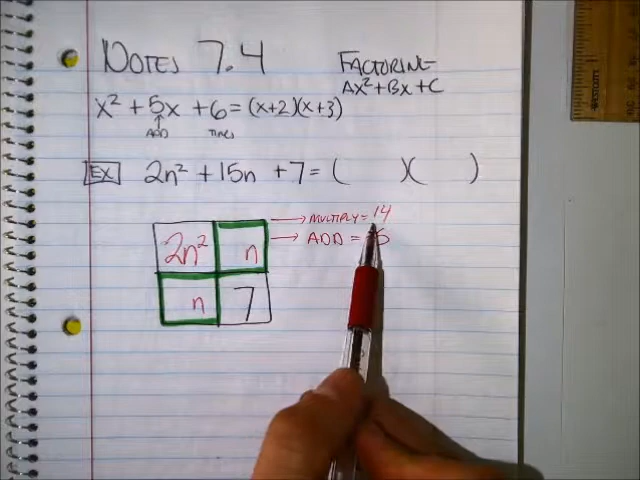 NOTES 7.4
FACTORING
AX² + BX + C
x² + 5x + 6 = (x+2)(x+3)
ADD TIMES
EX 2n² + 15n + 7 = ( )( )
2n² n
n 7
→ MULTIPLY = 14
→ ADD = 15